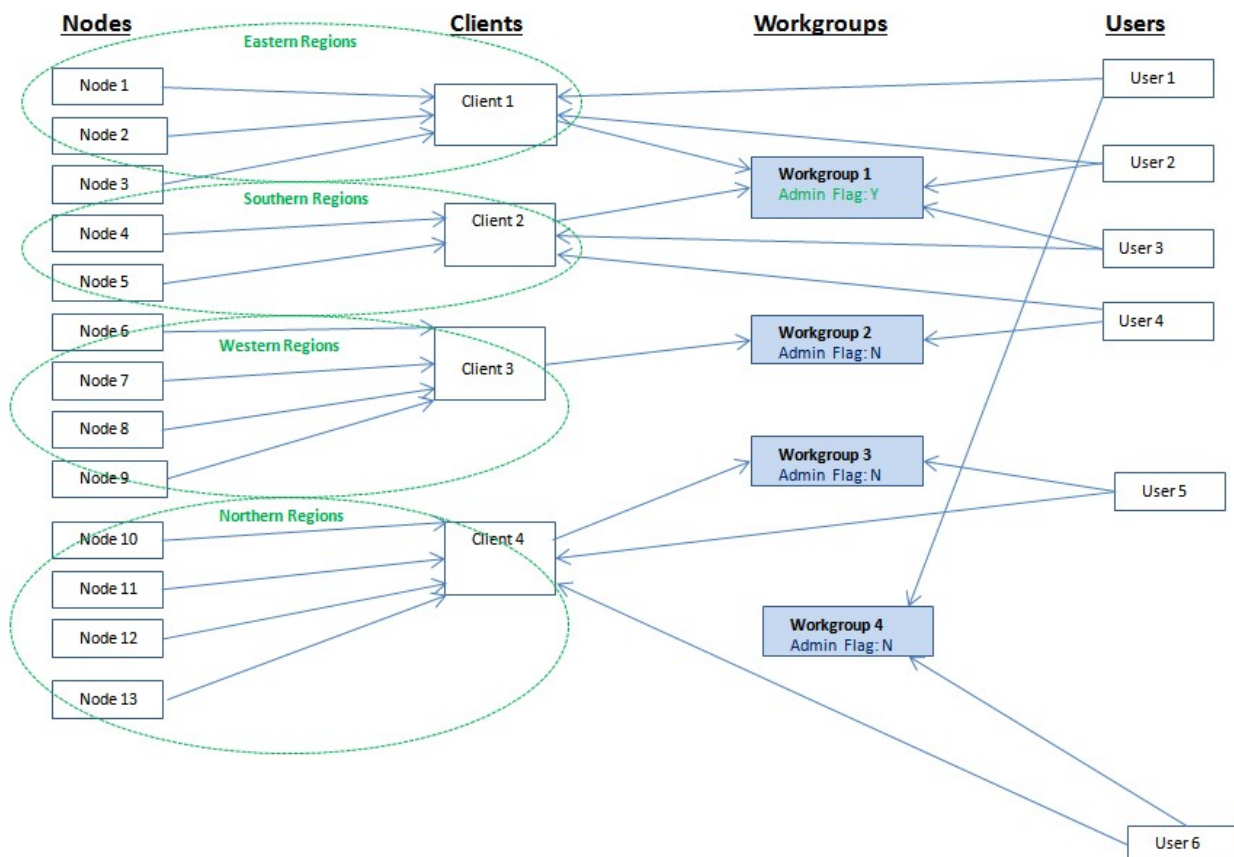 Nodes
Clients
Workgroups
Users
Eastern Regions
Node 1
Node 2
Node 3
Client 1
User 1
User 2
Workgroup 1
Admin Flag: Y
Southern Regions
Node 4
Node 5
Client 2
User 3
User 4
Node 6
Western Regions
Node 7
Node 8
Node 9
Client 3
Workgroup 2
Admin Flag: N
Workgroup 3
Admin Flag: N
User 5
Northern Regions
Node 10
Node 11
Node 12
Node 13
Client 4
Workgroup 4
Admin Flag: N
User 6